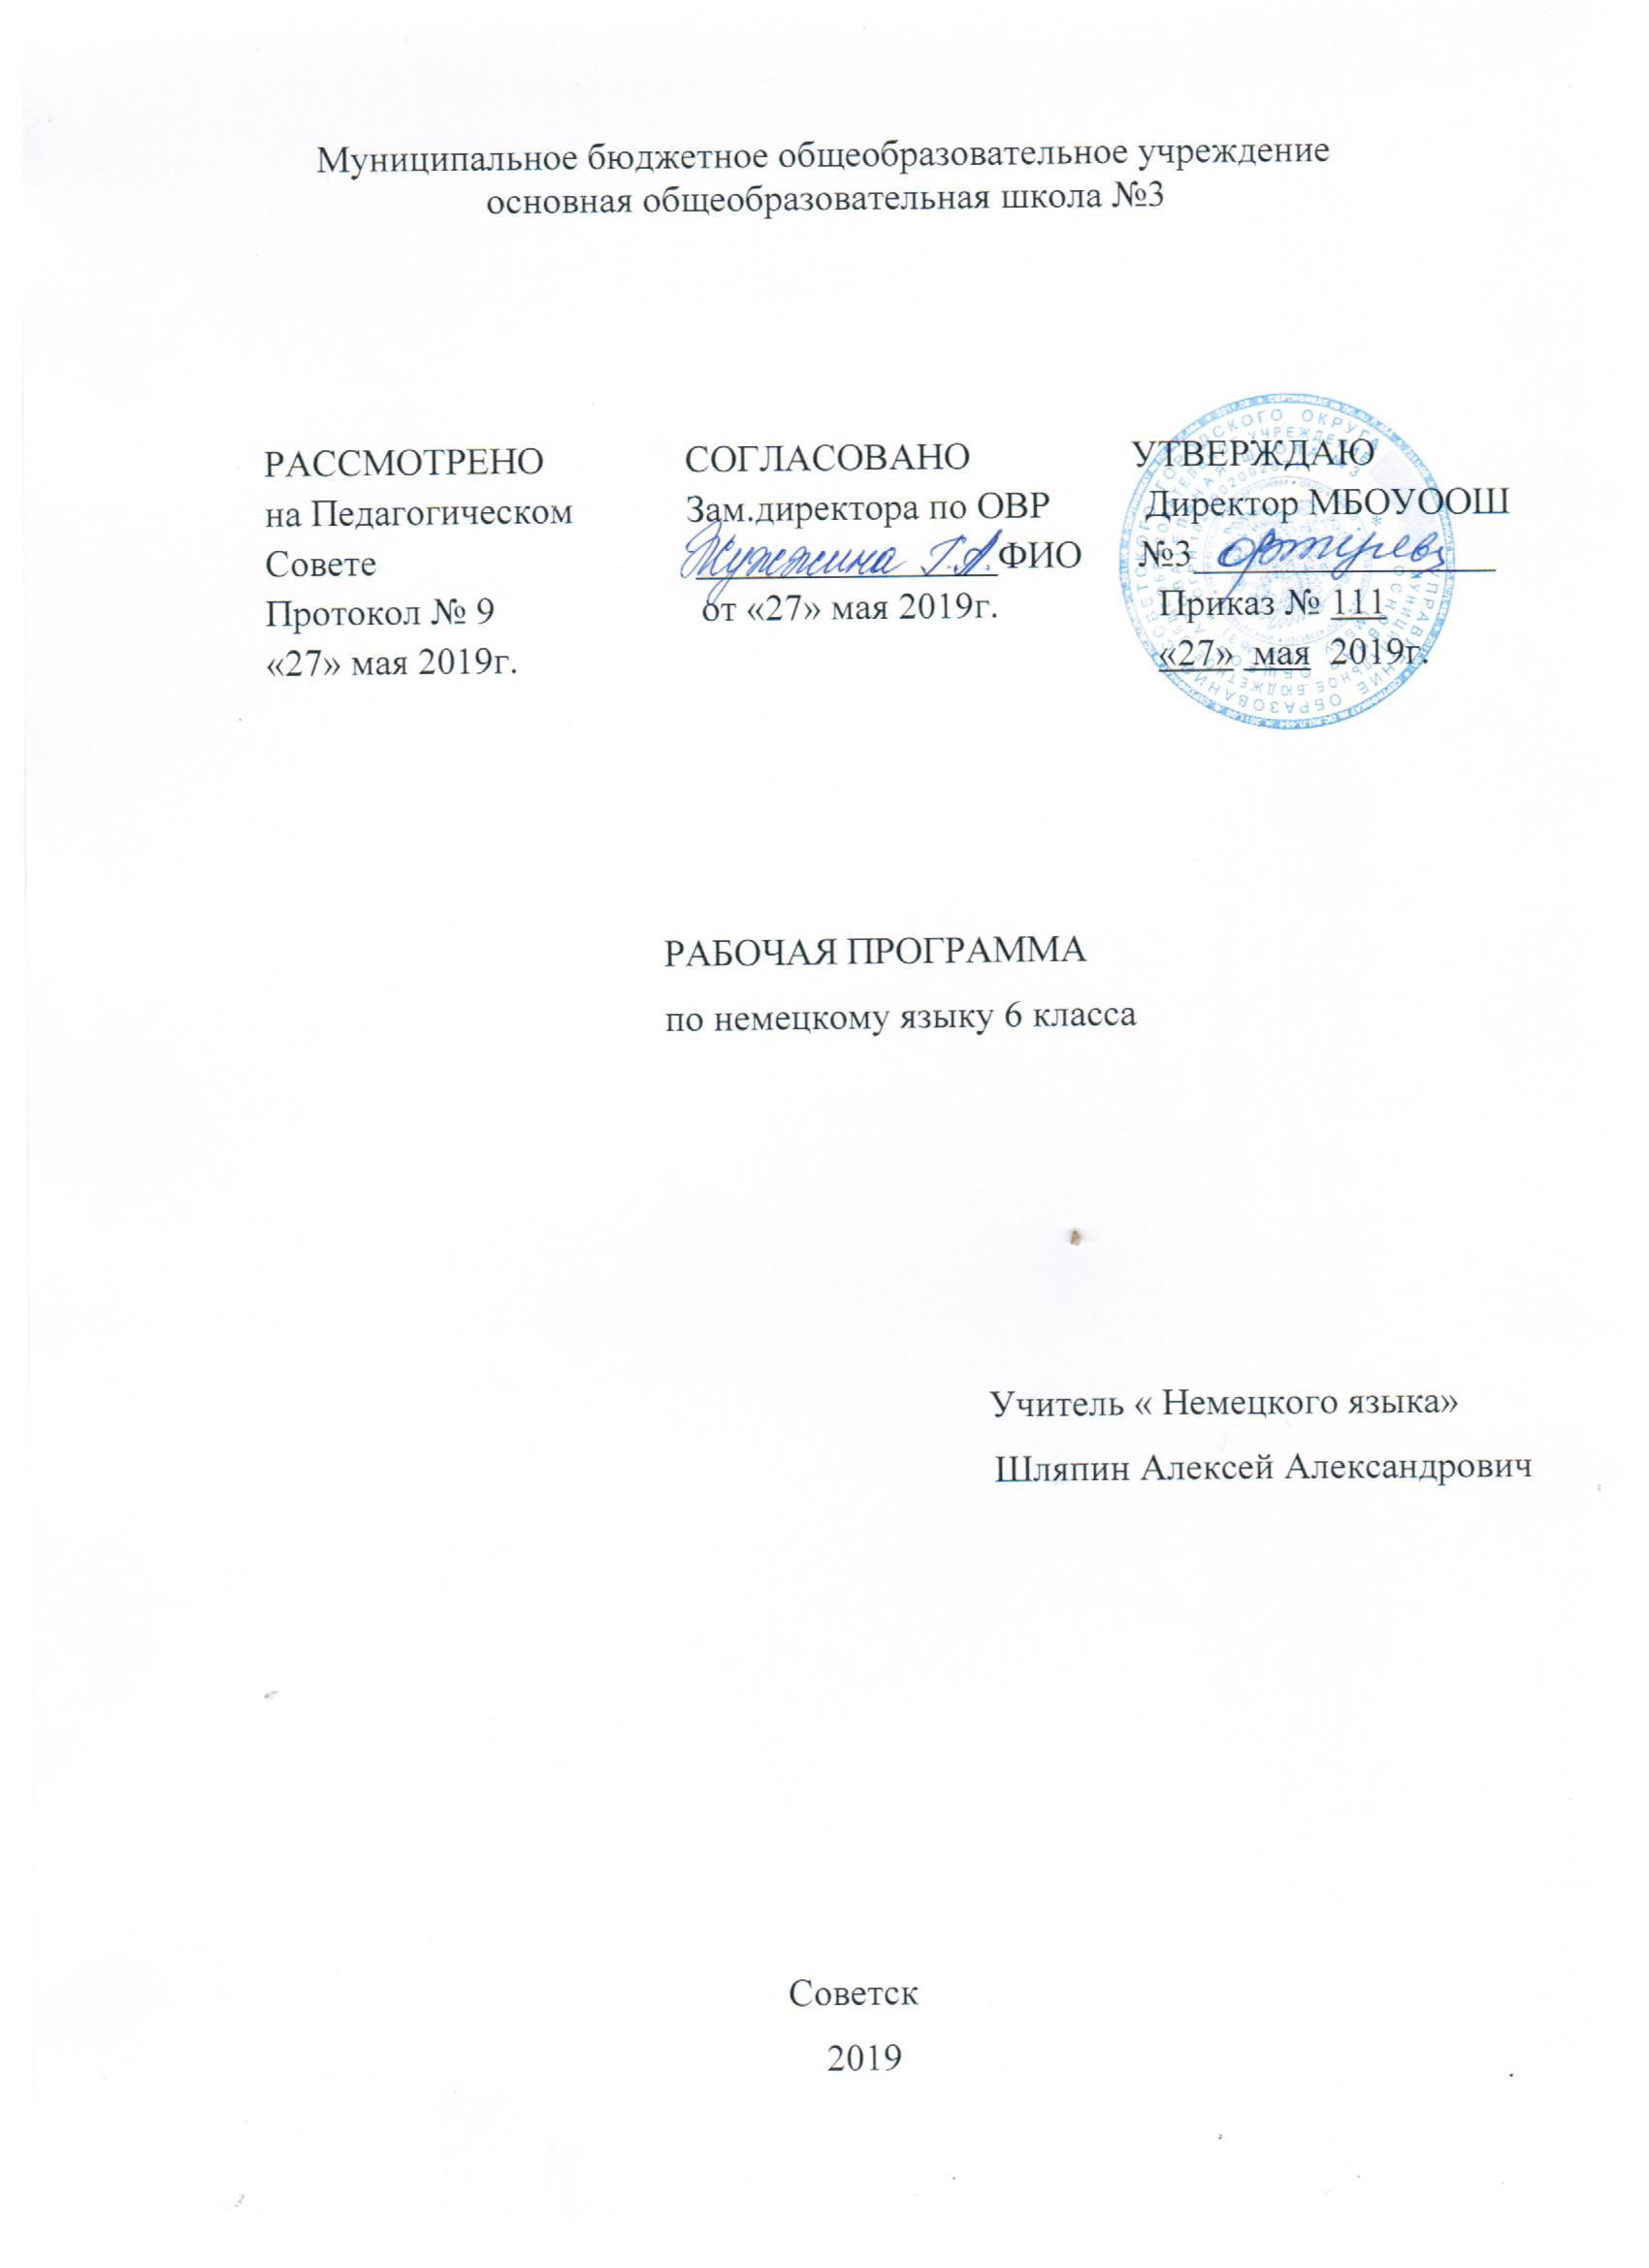 Муниципальное бюджетное общеобразовательное учреждение
основная общеобразовательная школа №3
РАССМОТРЕНО
на Педагогическом
Совете
Протокол № 9
«27» мая 2019г.
СОГЛАСОВАНО
Зам.директора по ОВР
Жужжина Г.А. ФИО
от «27» мая 2019г.
УТВЕРЖДАЮ
Директор МБОУООШ
№3
Приказ № 111
«27» мая 2019г.
РАБОЧАЯ ПРОГРАММА
по немецкому языку 6 класса
Учитель « Немецкого языка»
Шляпин Алексей Александрович
Советск
2019